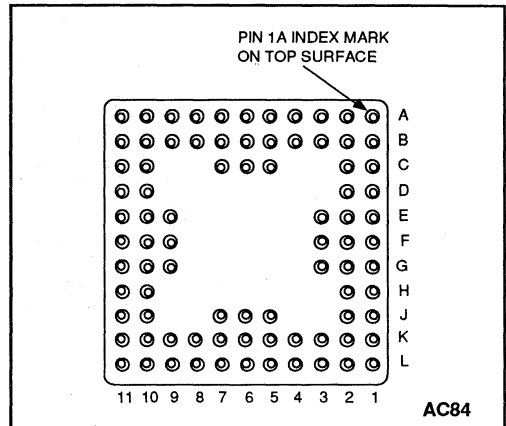 PIN 1A INDEX MARK
ON TOP SURFACE
A
B
C
D
E
F
G
H
J
K
L
11 10 9 8 7 6 5 4 3 2 1
AC84